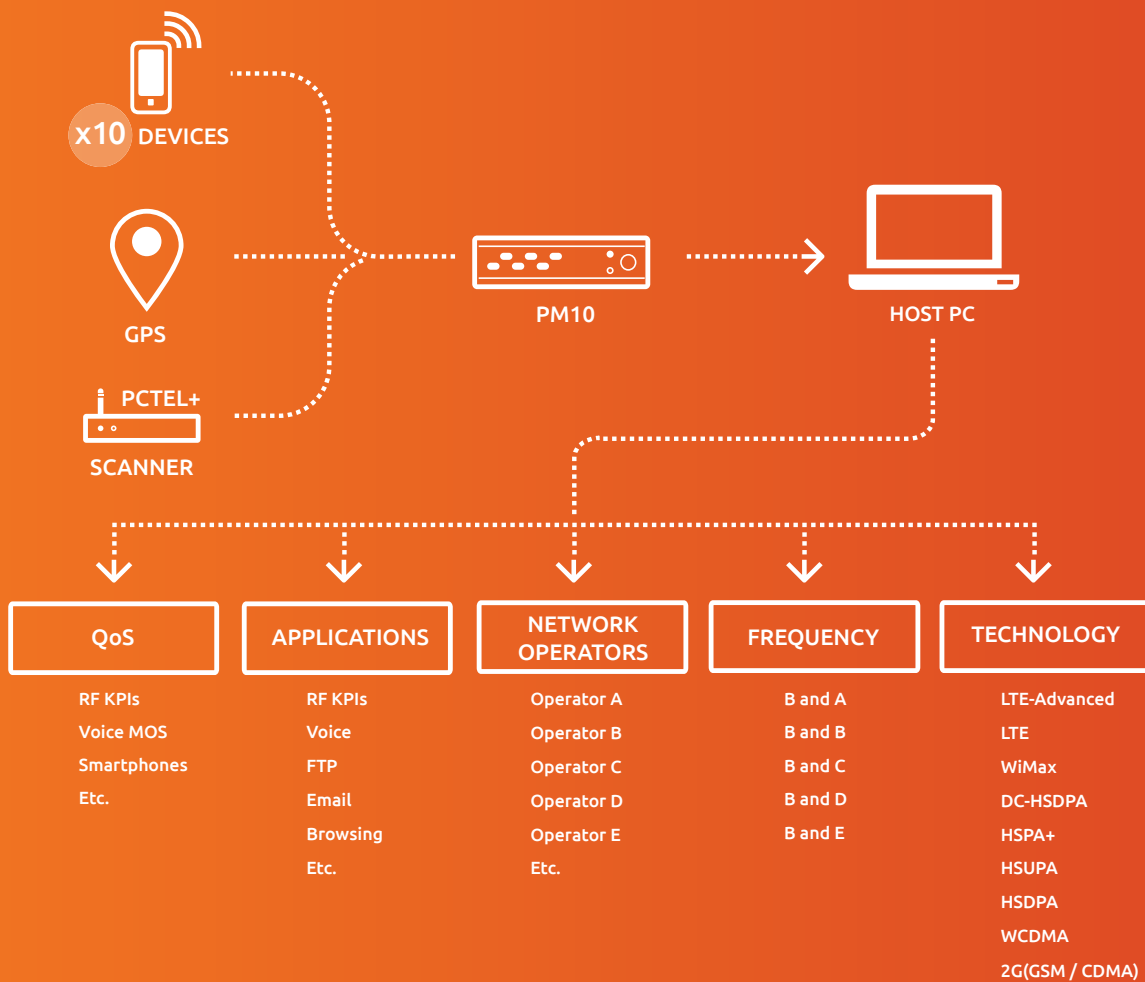 x10 DEVICES
GPS
PCTEL+
SCANNER
PM10
HOST PC
QoS
RF KPIs
Voice MOS
Smartphones
Etc.
APPLICATIONS
RF KPIs
Voice
FTP
Email
Browsing
Etc.
NETWORK
OPERATORS
Operator A
Operator B
Operator C
Operator D
Operator E
Etc.
FREQUENCY
B and A
B and B
B and C
B and D
B and E
TECHNOLOGY
LTE-Advanced
LTE
WiMax
DC-HSDPA
HSPA+
HSUPA
HSDPA
WCDMA
2G(GSM / CDMA)